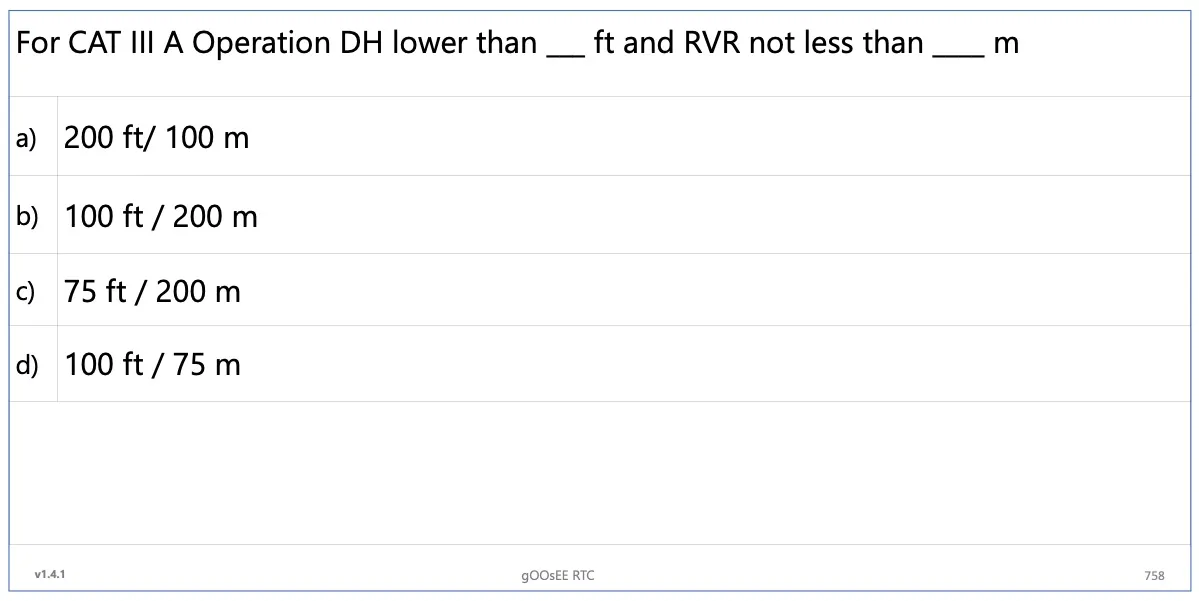 For CAT III A Operation DH lower than ___ ft and RVR not less than ____ m
a) 200 ft/ 100 m
b) 100 ft / 200 m
c) 75 ft / 200 m
d) 100 ft / 75 m
v1.4.1 gOOsEE RTC 758